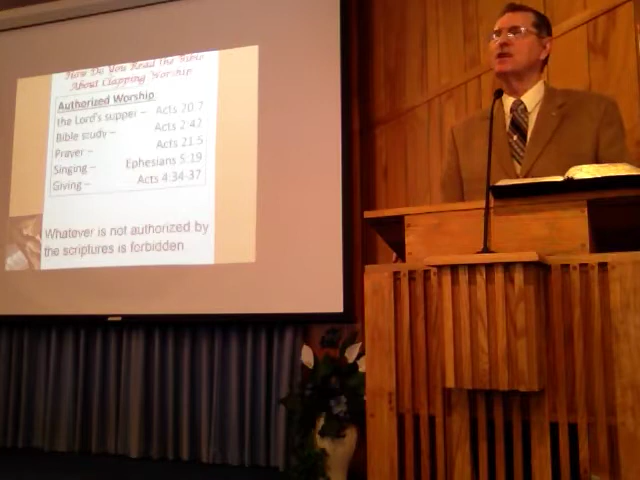 How Do You Read the Bible
About Clapping Worship
Authorized Worship
the Lord's supper – Acts 20:7
Bible study – Acts 2:42
Prayer – Acts 21:5
Singing – Ephesians 5:19
Giving – Acts 4:34-37
Whatever is not authorized by
the scriptures is forbidden